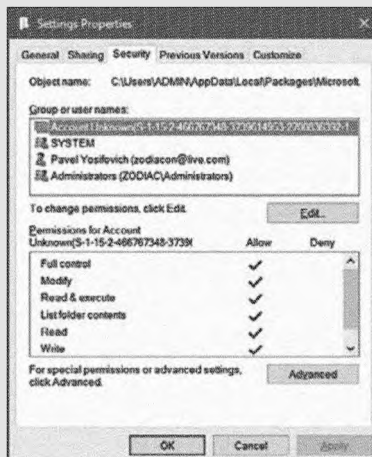 Settings Properties
General Sharing Security Previous Versions Customize
Object name: C:\Users\ADMIN\AppData\Local\Packages\Microsoft.
Group or user names:
SYSTEM
Pavel Yosifovich (zodiacon@live.com)
Administrators (ZODIAC\Administrators)
To change permissions, click Edit.
Edit...
Permissions for Account
Unknown(S-1-15-2-466767348-3739 Allow Deny
Full control
Modify
Read & execute
List folder contents
Read
Write
For special permissions or advanced settings,
click Advanced.
Advanced
OK Cancel Apply